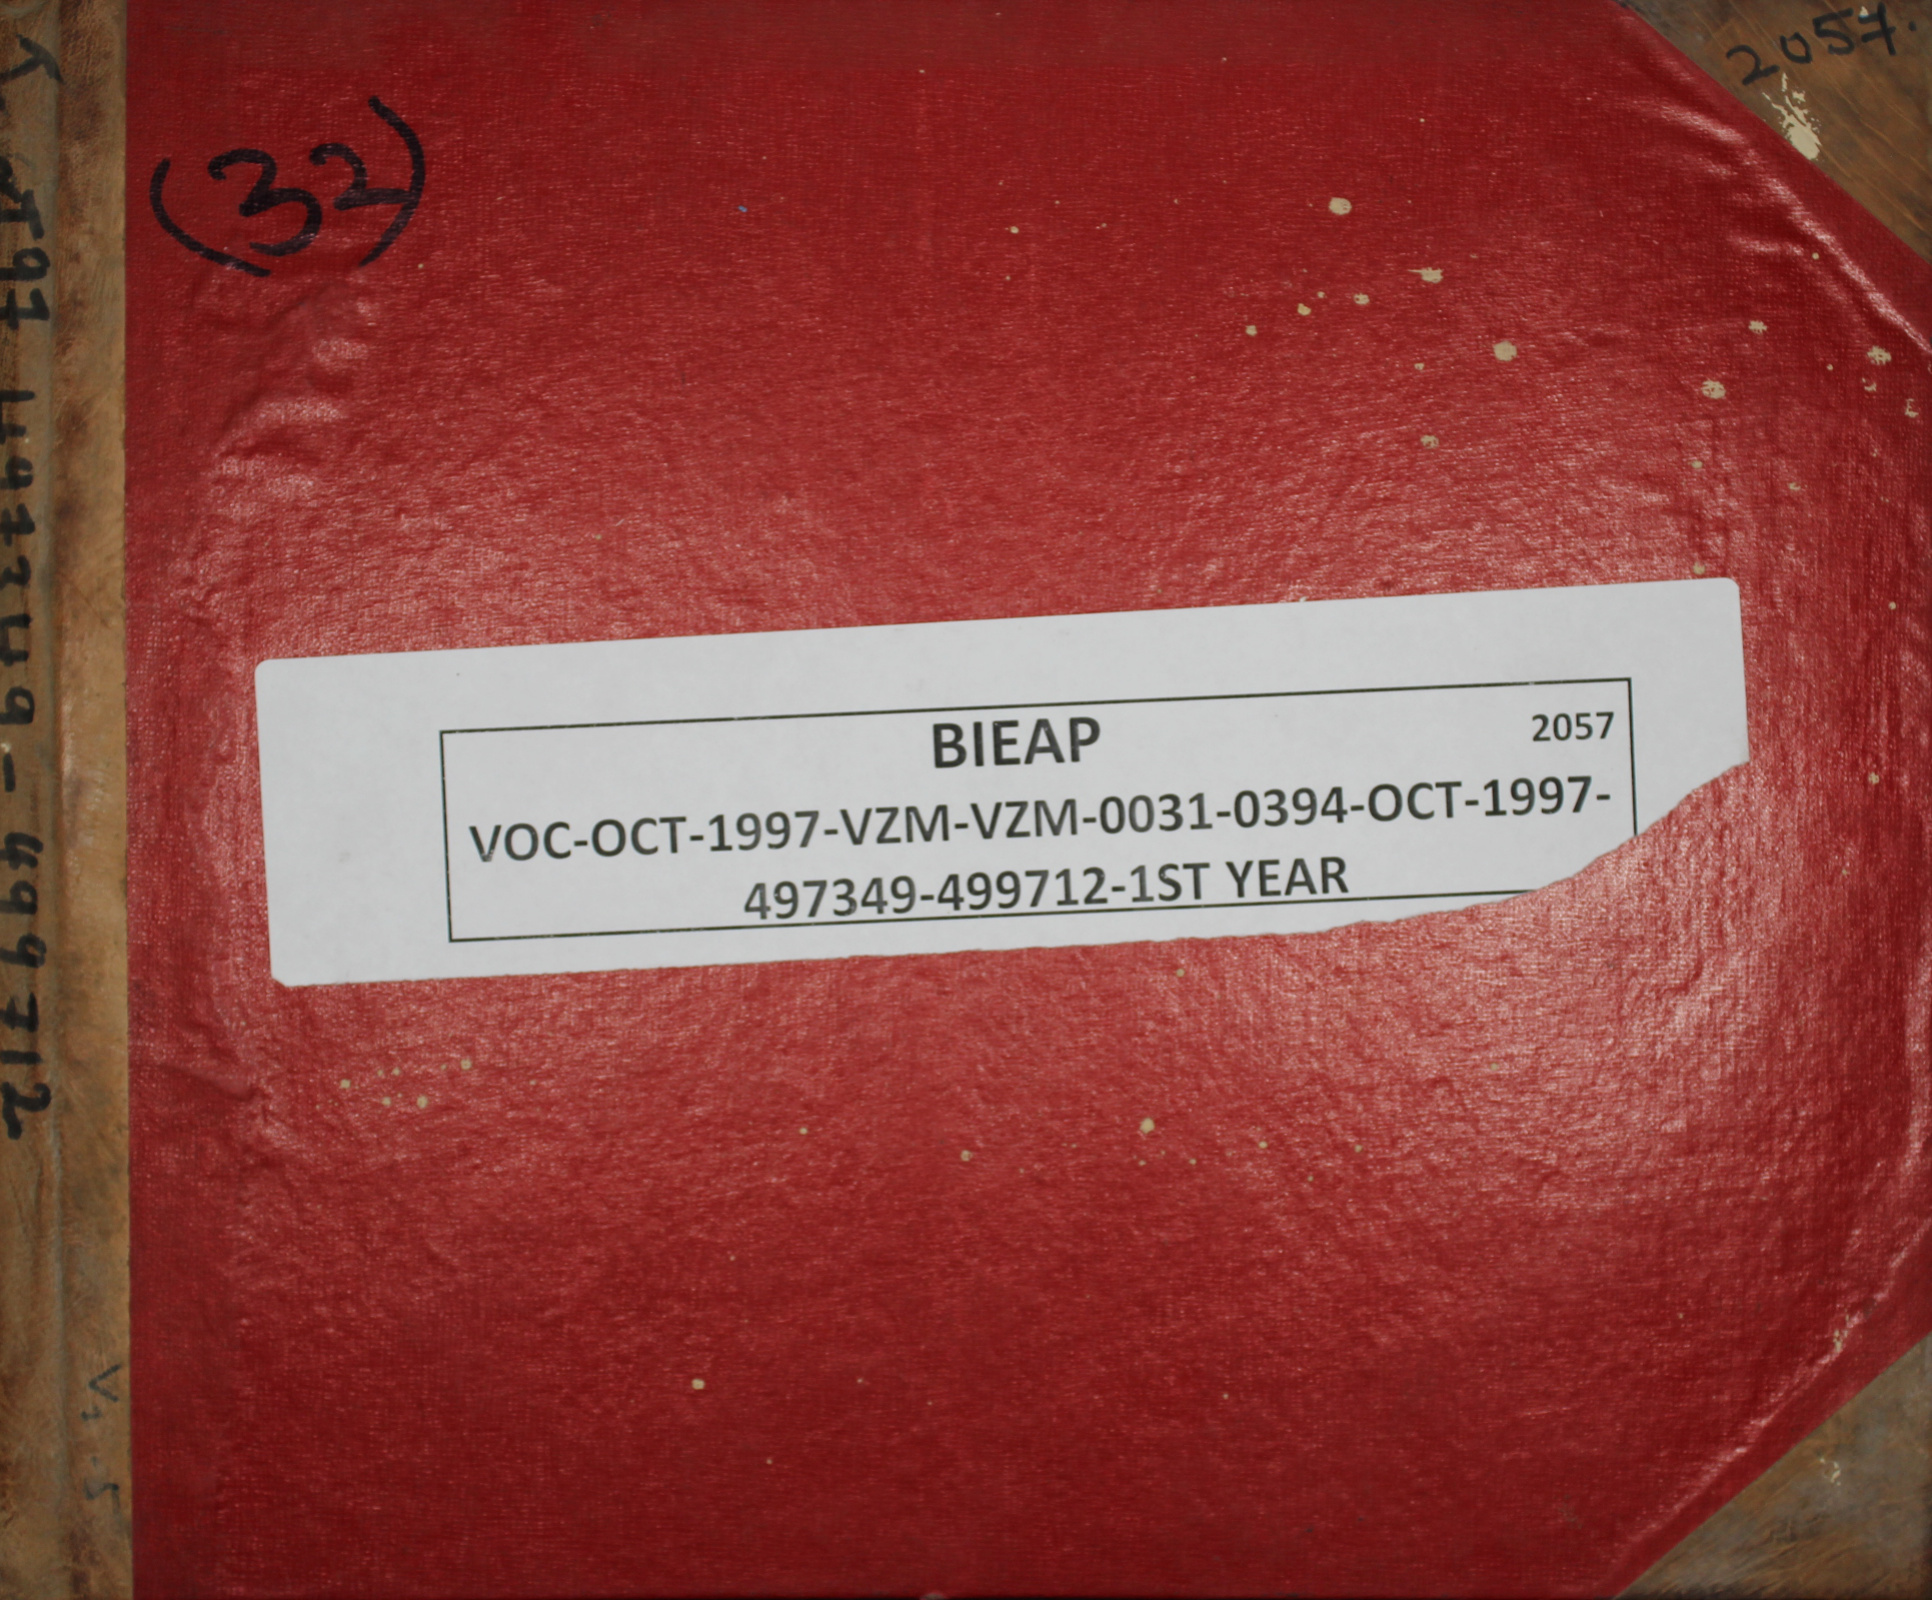 2057.
(32)
BIEAP
2057
VOC-OCT-1997-VZM-VZM-0031-0394-OCT-1997-
497349-499712-1ST YEAR
97 497349-499712